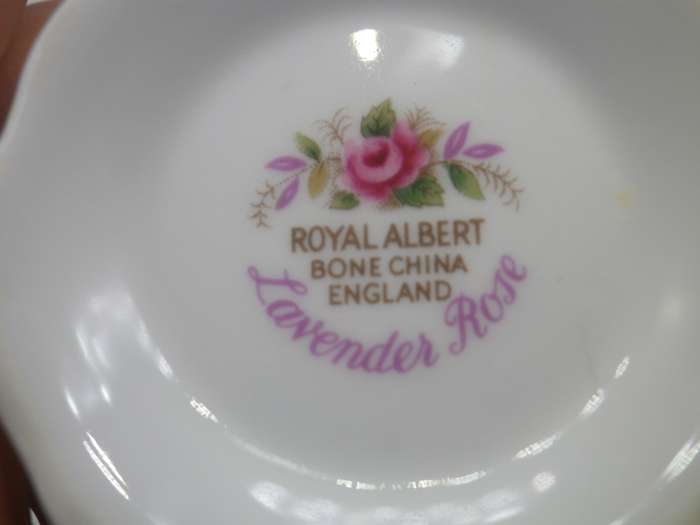 ROYAL ALBERT
BONE CHINA
ENGLAND
Lavender Rose